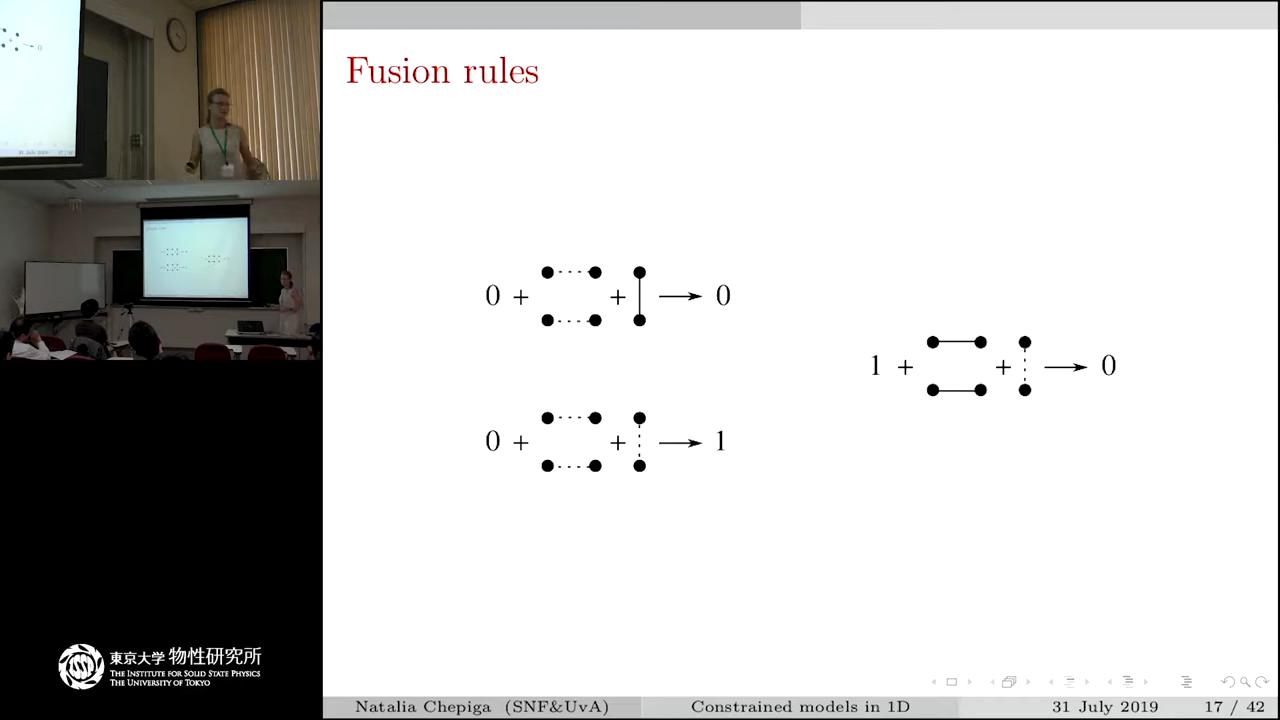 Fusion rules
0 + + → 0
1 + + → 0
0 + + → 1
東京大学 物性研究所
THE INSTITUTE FOR SOLID STATE PHYSICS
THE UNIVERSITY OF TOKYO
Natalia Chepiga (SNF&UvA) Constrained models in 1D 31 July 2019 17 / 42